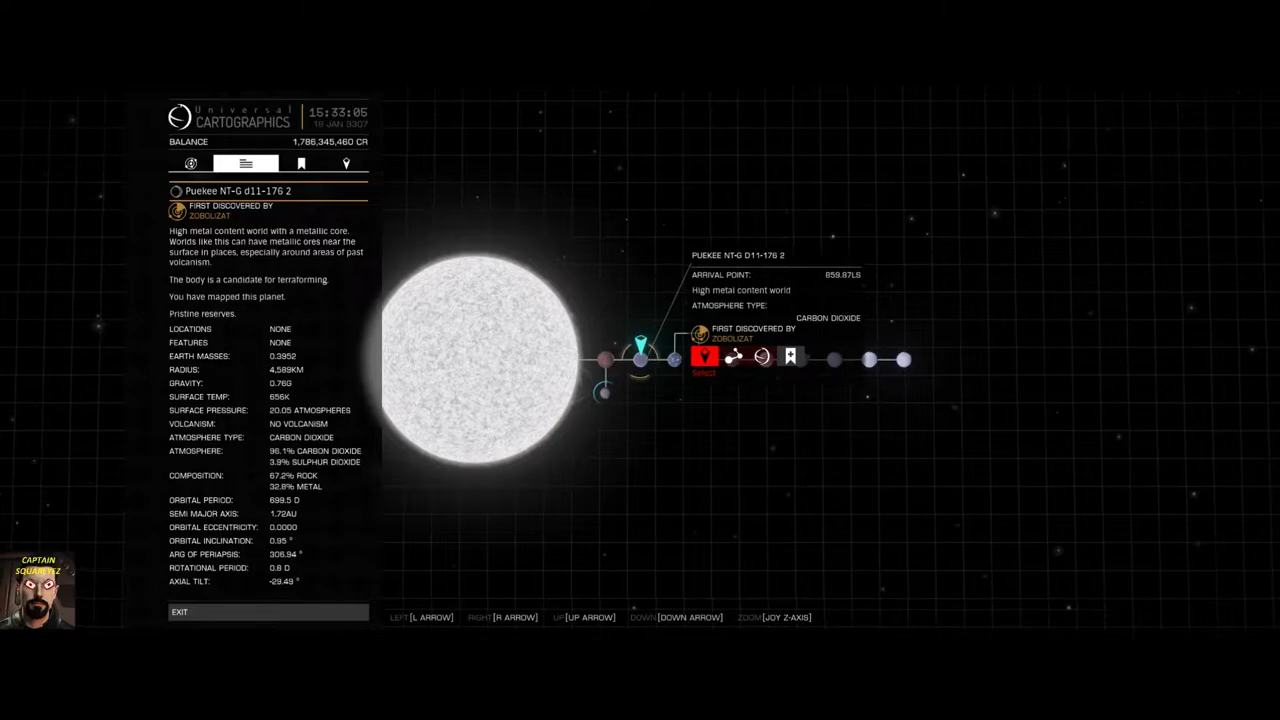 Universal
CARTOGRAPHICS
15:33:05
19 JAN 3307
BALANCE 1,786,345,460 CR
Puekee NT-G d11-176 2
FIRST DISCOVERED BY
ZOBOLIZAT
High metal content world with a metallic core.
Worlds like this can have metallic ores near the
surface in places, especially around areas of past
volcanism.
The body is a candidate for terraforming.
You have mapped this planet.
Pristine reserves.
LOCATIONS NONE
FEATURES NONE
EARTH MASSES: 0.3952
RADIUS: 4,589KM
GRAVITY: 0.76G
SURFACE TEMP: 656K
SURFACE PRESSURE: 20.05 ATMOSPHERES
VOLCANISM: NO VOLCANISM
ATMOSPHERE TYPE: CARBON DIOXIDE
ATMOSPHERE: 96.1% CARBON DIOXIDE
3.9% SULPHUR DIOXIDE
COMPOSITION: 67.2% ROCK
32.8% METAL
ORBITAL PERIOD: 699.5 D
SEMI MAJOR AXIS: 1.72AU
ORBITAL ECCENTRICITY: 0.0000
ORBITAL INCLINATION: 0.95 °
ARG OF PERIAPSIS: 306.94 °
ROTATIONAL PERIOD: 0.8 D
AXIAL TILT: -29.49 °
EXIT
PUEKEE NT-G D11-176 2
ARRIVAL POINT: 859.87LS
High metal content world
ATMOSPHERE TYPE:
CARBON DIOXIDE
FIRST DISCOVERED BY
ZOBOLIZAT
Select
LEFT[L ARROW] RIGHT[R ARROW] UP[UP ARROW] DOWN[DOWN ARROW] ZOOM[JOY Z-AXIS]
CAPTAIN
SQUAREYEZ